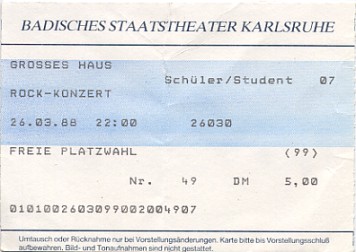 BADISCHES STAATSTHEATER KARLSRUHE
GROSSES HAUS
Schüler/Student 07
ROCK-KONZERT
26.03.88 22:00 26030
FREIE PLATZWAHL (99)
Nr. 49 DM 5,00
0101002603099002004907
Umtausch oder Rücknahme nur bei Vorstellungsänderungen. Karte bitte bis Vorstellungsschluß
aufbewahren. Bild- und Tonaufnahmen sind nicht gestattet.